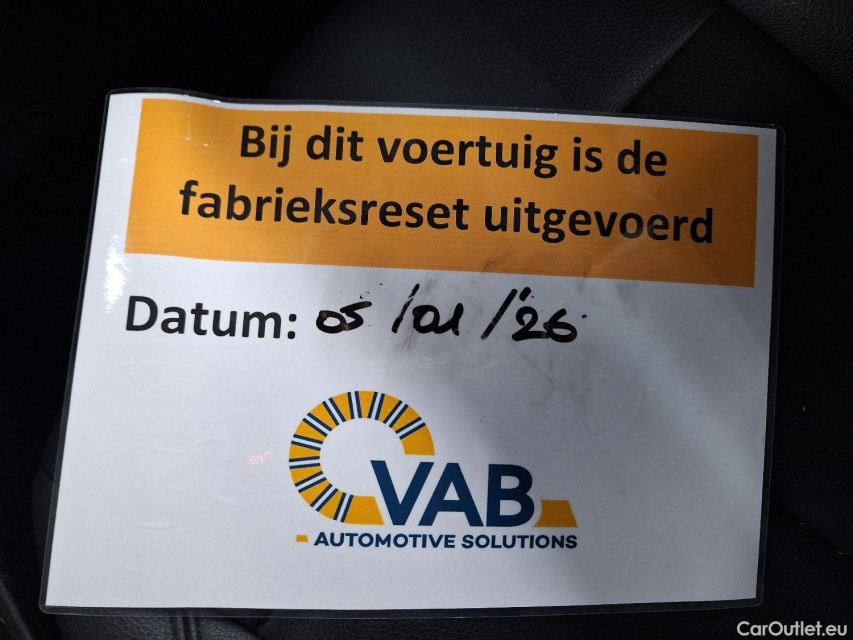 Bij dit voertuig is de
fabrieksreset uitgevoerd
Datum: 05/01/'26
VAB
AUTOMOTIVE SOLUTIONS
CarOutlet.eu